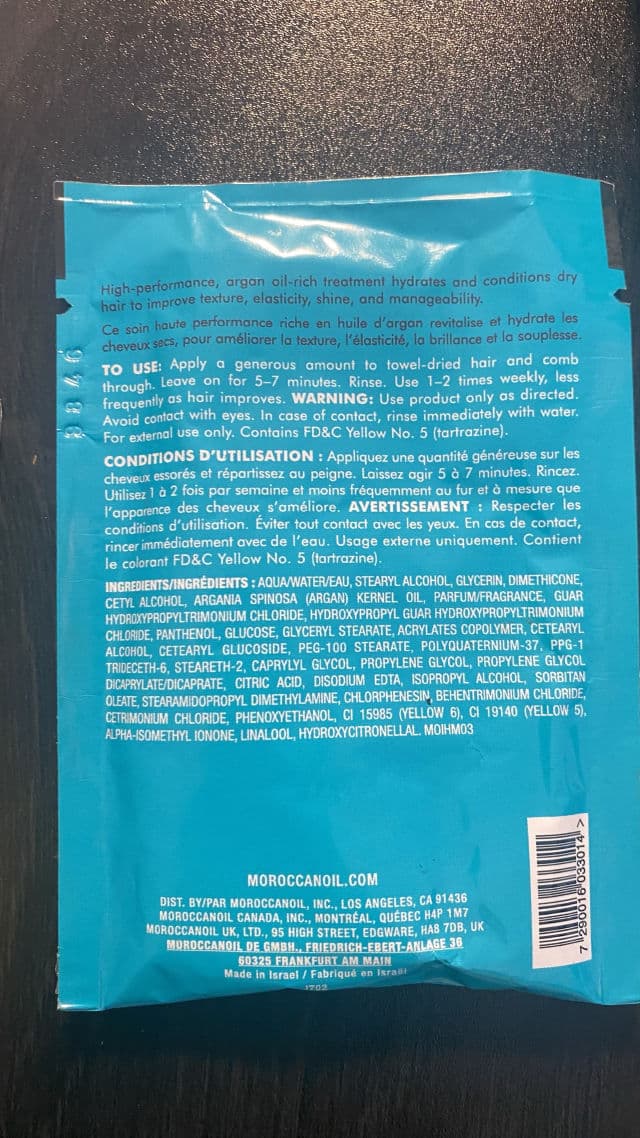 High-performance, argan oil-rich treatment hydrates and conditions dry
hair to improve texture, elasticity, shine, and manageability.
Ce soin haute performance riche en huile d'argan revitalise et hydrate les
cheveux secs, pour améliorer la texture, l'élasticité, la brillance et la souplesse.
TO USE: Apply a generous amount to towel-dried hair and comb
through. Leave on for 5–7 minutes. Rinse. Use 1–2 times weekly, less
frequently as hair improves. WARNING: Use product only as directed.
Avoid contact with eyes. In case of contact, rinse immediately with water.
For external use only. Contains FD&C Yellow No. 5 (tartrazine).
CONDITIONS D'UTILISATION : Appliquez une quantité généreuse sur les
cheveux essorés et répartissez au peigne. Laissez agir 5 à 7 minutes. Rincez.
Utilisez 1 à 2 fois par semaine et moins fréquemment au fur et à mesure que
l'apparence des cheveux s'améliore. AVERTISSEMENT : Respecter les
conditions d'utilisation. Éviter tout contact avec les yeux. En cas de contact,
rincer immédiatement avec de l'eau. Usage externe uniquement. Contient
le colorant FD&C Yellow No. 5 (tartrazine).
INGREDIENTS/INGRÉDIENTS : AQUA/WATER/EAU, STEARYL ALCOHOL, GLYCERIN, DIMETHICONE,
CETYL ALCOHOL, ARGANIA SPINOSA (ARGAN) KERNEL OIL, PARFUM/FRAGRANCE, GUAR
HYDROXYPROPYLTRIMONIUM CHLORIDE, HYDROXYPROPYL GUAR HYDROXYPROPYLTRIMONIUM
CHLORIDE, PANTHENOL, GLUCOSE, GLYCERYL STEARATE, ACRYLATES COPOLYMER, CETEARYL
ALCOHOL, CETEARYL GLUCOSIDE, PEG-100 STEARATE, POLYQUATERNIUM-37, PPG-1
TRIDECETH-6, STEARETH-2, CAPRYLYL GLYCOL, PROPYLENE GLYCOL, PROPYLENE GLYCOL
DICAPRYLATE/DICAPRATE, CITRIC ACID, DISODIUM EDTA, ISOPROPYL ALCOHOL, SORBITAN
OLEATE, STEARAMIDOPROPYL DIMETHYLAMINE, CHLORPHENESIN, BEHENTRIMONIUM CHLORIDE,
CETRIMONIUM CHLORIDE, PHENOXYETHANOL, CI 15985 (YELLOW 6), CI 19140 (YELLOW 5),
ALPHA-ISOMETHYL IONONE, LINALOOL, HYDROXYCITRONELLAL. MOIHM03
MOROCCANOIL.COM
DIST. BY/PAR MOROCCANOIL, INC., LOS ANGELES, CA 91436
MOROCCANOIL CANADA, INC., MONTRÉAL, QUÉBEC H4P 1M7
MOROCCANOIL UK, LTD., 95 HIGH STREET, EDGWARE, HA8 7DB, UK
MOROCCANOIL DE GMBH., FRIEDRICH-EBERT-ANLAGE 36
60325 FRANKFURT AM MAIN
Made in Israel / Fabriqué en Israël
1702
7 290016 033014 >